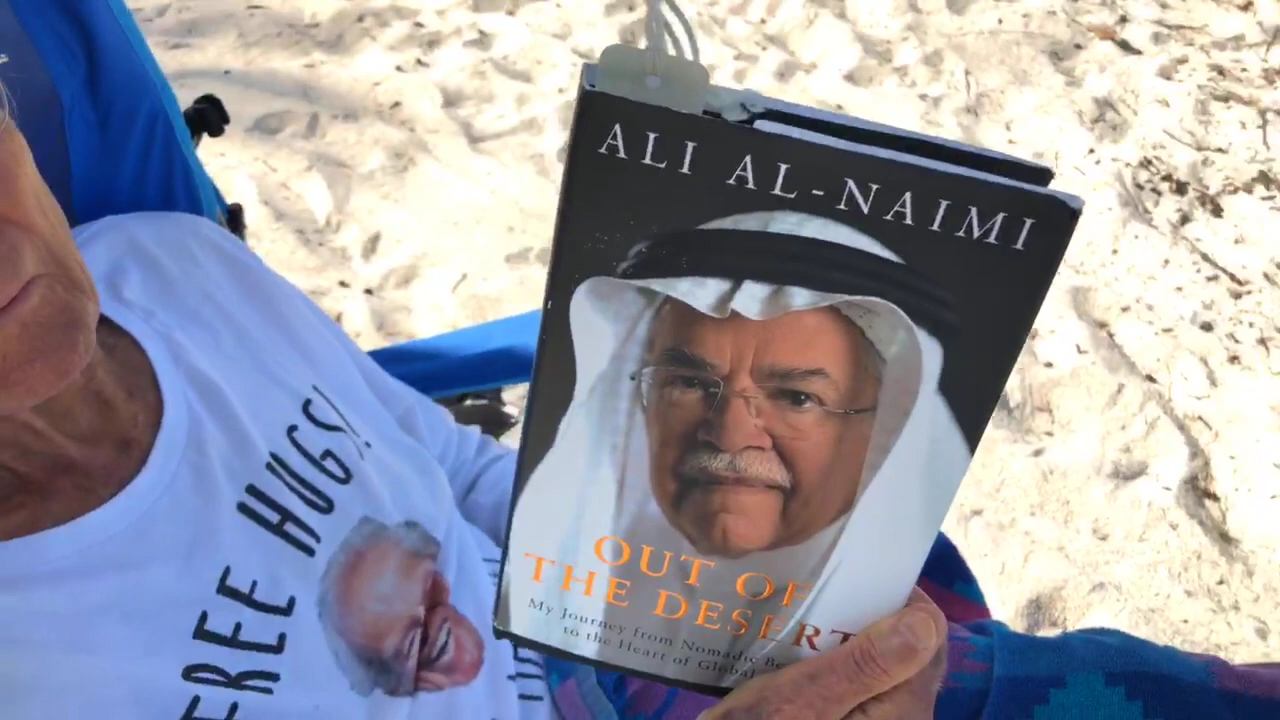 ALI AL-NAIMI
OUT OF
THE DESERT
My Journey from Nomadic
to the Heart of Global
FREE HUGS!